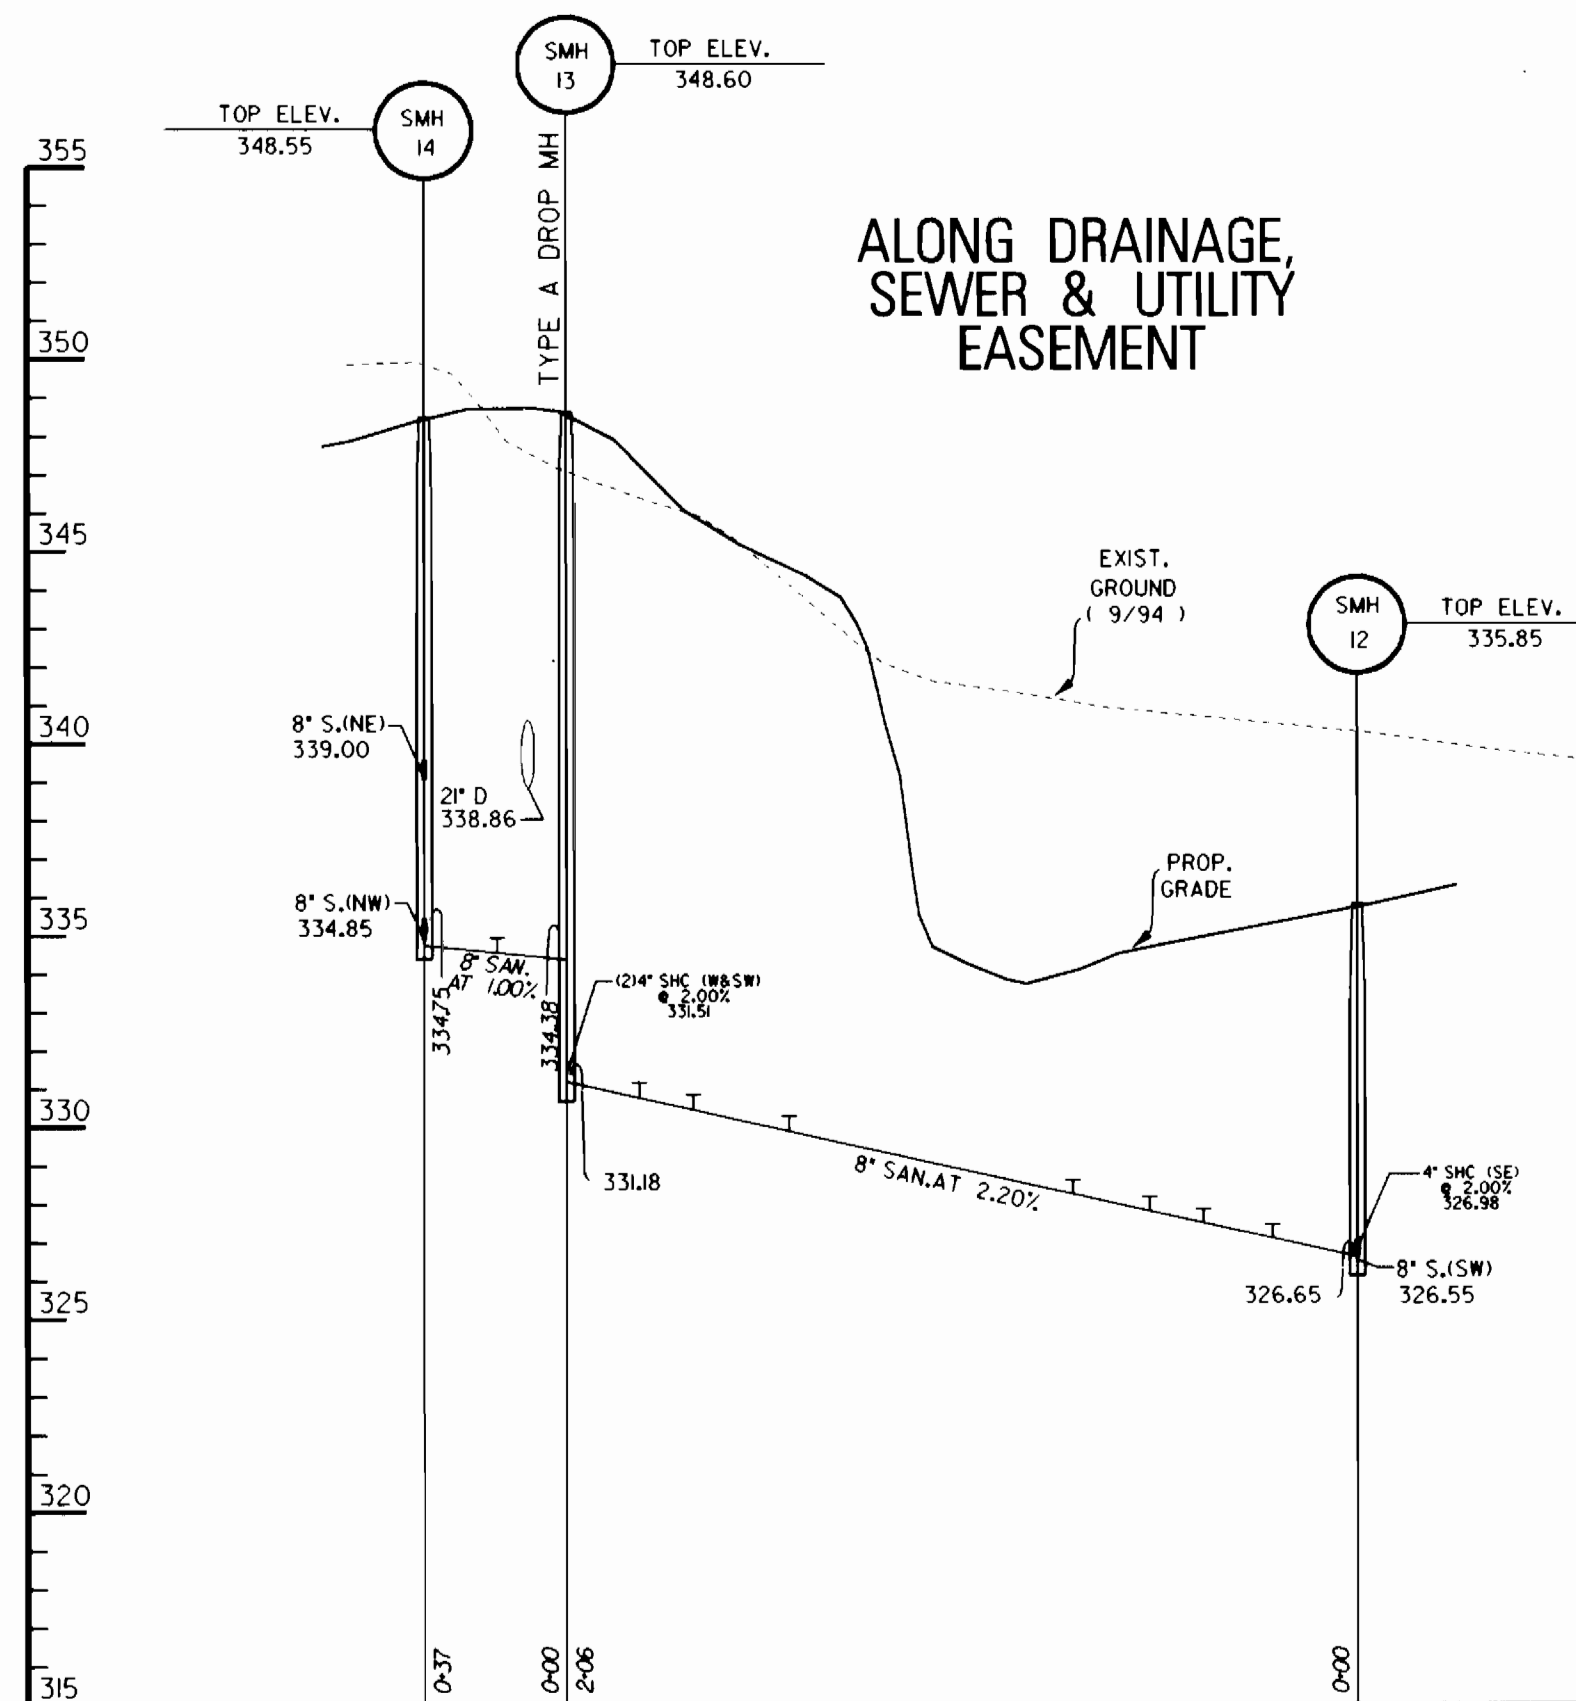 SMH
13
TOP ELEV.
348.60
TOP ELEV.
348.55
SMH
14
TYPE A DROP MH
ALONG DRAINAGE,
SEWER & UTILITY
EASEMENT
355
350
345
340
335
330
325
320
315
EXIST.
GROUND
( 9/94 )
SMH
12
TOP ELEV.
335.85
8" S.(NE)
339.00
21" D
338.86
PROP.
GRADE
8" S.(NW)
334.85
8" SAN.
AT 1.00%
334.75
334.38
(2)4" SHC (W&SW)
@ 2.00%
331.51
331.18
8" SAN. AT 2.20%
4" SHC (SE)
@ 2.00%
326.98
8" S.(SW)
326.55
326.65
0+37
0+00
2+06
0+00